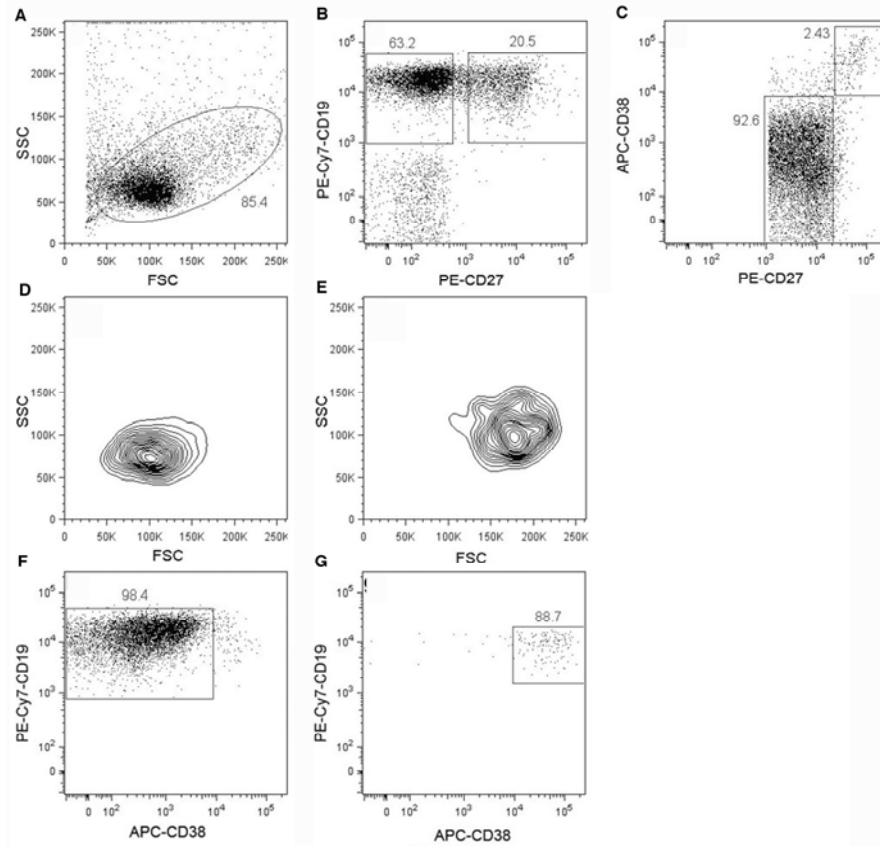 A
SSC
250K
200K
150K
100K
50K
0
85.4
0 50K 100K 150K 200K 250K
FSC
B
PE-Cy7-CD19
10⁵
10⁴
10³
10²
0
63.2 20.5
0 10² 10³ 10⁴ 10⁵
PE-CD27
C
APC-CD38
10⁵
10⁴
10³
10²
0
2.43
92.6
0 10² 10³ 10⁴ 10⁵
PE-CD27
D
SSC
250K
200K
150K
100K
50K
0
0 50K 100K 150K 200K 250K
FSC
E
SSC
250K
200K
150K
100K
50K
0
0 50K 100K 150K 200K 250K
FSC
F
PE-Cy7-CD19
10⁵
10⁴
10³
10²
0
98.4
0 10² 10³ 10⁴ 10⁵
APC-CD38
G
PE-Cy7-CD19
10⁵
10⁴
10³
10²
0
88.7
0 10² 10³ 10⁴ 10⁵
APC-CD38